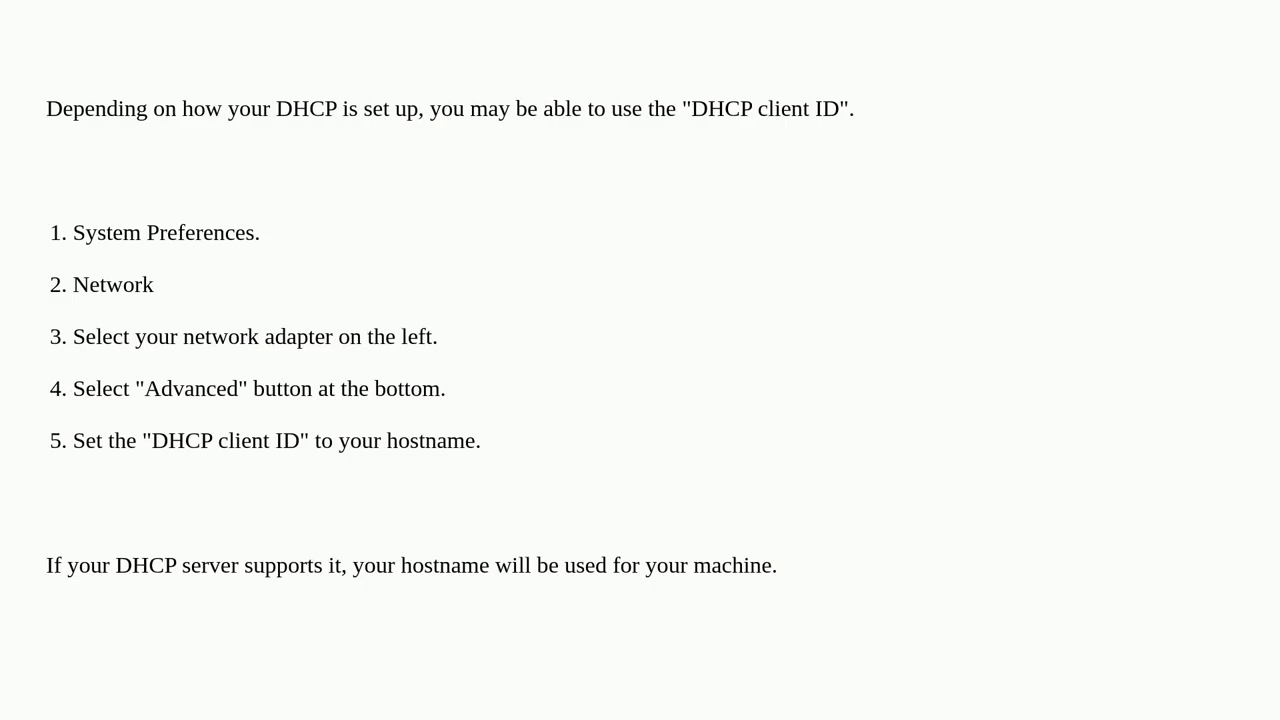 Depending on how your DHCP is set up, you may be able to use the "DHCP client ID".
1. System Preferences.
2. Network
3. Select your network adapter on the left.
4. Select "Advanced" button at the bottom.
5. Set the "DHCP client ID" to your hostname.
If your DHCP server supports it, your hostname will be used for your machine.